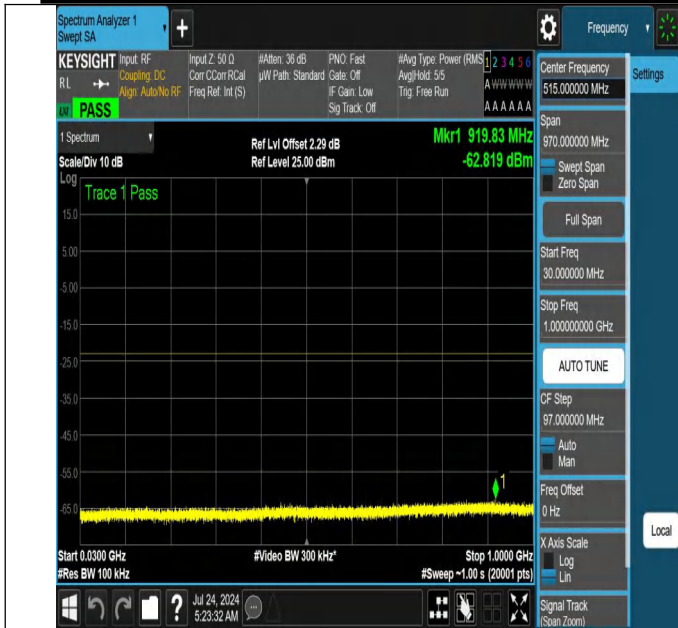 Spectrum Analyzer 1
Swept SA
+
Frequency
KEYSIGHT
RL
PASS
Input: RF
Coupling: DC
Align: Auto/No RF
Input Z: 50 Ω
Corr CCorr RCal
Freq Ref: Int (S)
#Atten: 36 dB
µW Path: Standard
PNO: Fast
Gate: Off
IF Gain: Low
Sig Track: Off
#Avg Type: Power (RMS
Avg|Hold: 5/5
Trig: Free Run
1 2 3 4 5 6
A W W W W W
A A A A A A
1 Spectrum
Scale/Div 10 dB
Ref Lvl Offset 2.29 dB
Ref Level 25.00 dBm
Mkr1 919.83 MHz
-62.819 dBm
Log
Trace 1 Pass
15.0
5.00
-5.00
-15.0
-25.0
-35.0
-45.0
-55.0
-65.0
1
Start 0.0300 GHz
#Res BW 100 kHz
#Video BW 300 kHz*
Stop 1.0000 GHz
#Sweep ~1.00 s (20001 pts)
Center Frequency
515.000000 MHz
Settings
Span
970.000000 MHz
Swept Span
Zero Span
Full Span
Start Freq
30.000000 MHz
Stop Freq
1.000000000 GHz
AUTO TUNE
CF Step
97.000000 MHz
Auto
Man
Freq Offset
0 Hz
X Axis Scale
Log
Lin
Local
Signal Track
(Span Zoom)
?
Jul 24, 2024
5:23:32 AM